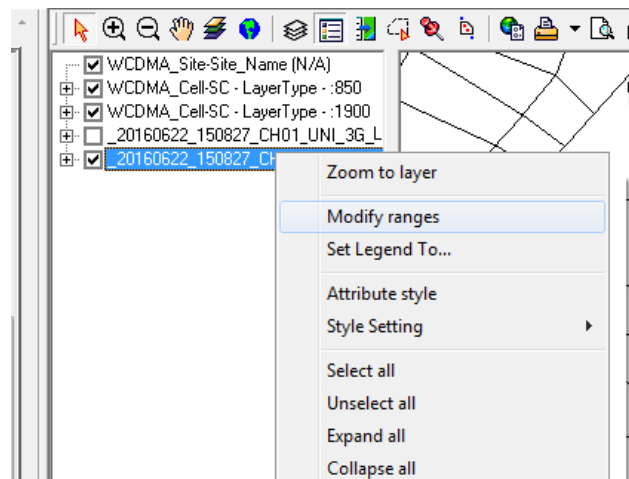 WCDMA_Site-Site_Name (N/A)
WCDMA_Cell-SC - LayerType - :850
WCDMA_Cell-SC - LayerType - :1900
_20160622_150827_CH01_UNI_3G_L
_20160622_150827_CH
Zoom to layer
Modify ranges
Set Legend To...
Attribute style
Style Setting
Select all
Unselect all
Expand all
Collapse all